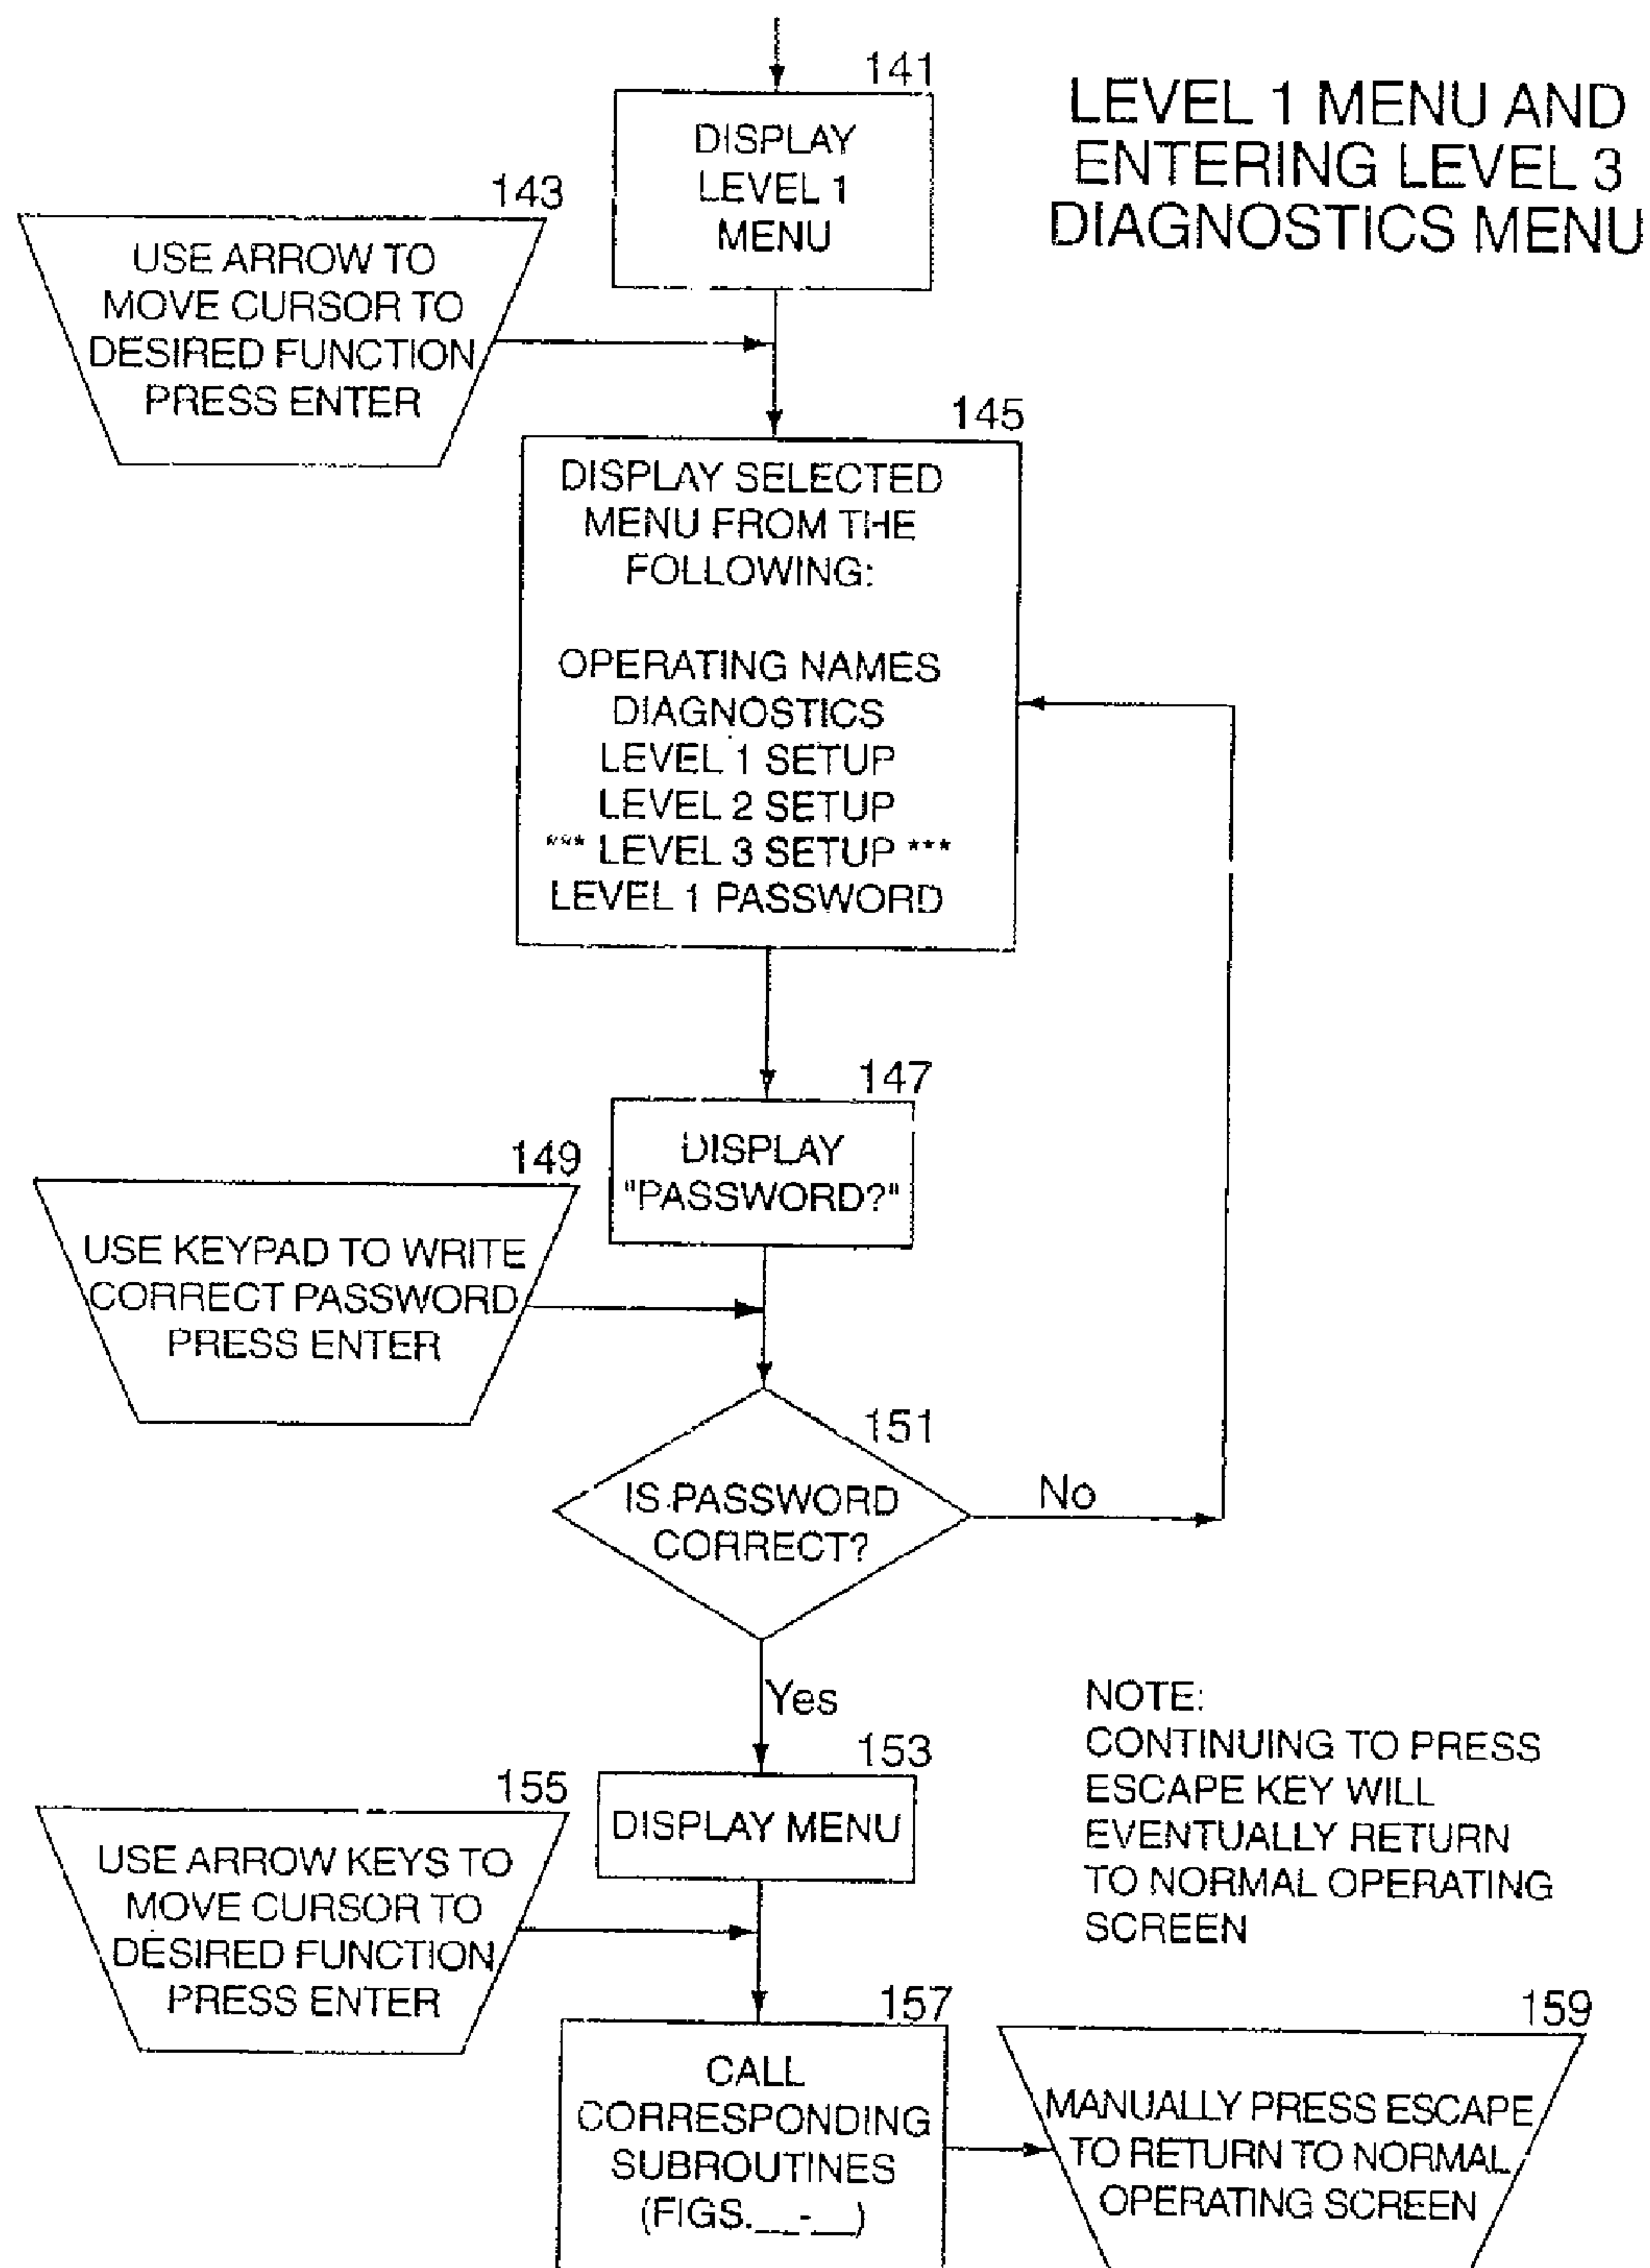 141
LEVEL 1 MENU AND
ENTERING LEVEL 3
DIAGNOSTICS MENU
DISPLAY
LEVEL 1
MENU
143
USE ARROW TO
MOVE CURSOR TO
DESIRED FUNCTION
PRESS ENTER
145
DISPLAY SELECTED
MENU FROM THE
FOLLOWING:
OPERATING NAMES
DIAGNOSTICS
LEVEL 1 SETUP
LEVEL 2 SETUP
*** LEVEL 3 SETUP ***
LEVEL 1 PASSWORD
147
DISPLAY
"PASSWORD?"
149
USE KEYPAD TO WRITE
CORRECT PASSWORD
PRESS ENTER
151
IS PASSWORD
CORRECT?
No
Yes
153
DISPLAY MENU
NOTE:
CONTINUING TO PRESS
ESCAPE KEY WILL
EVENTUALLY RETURN
TO NORMAL OPERATING
SCREEN
155
USE ARROW KEYS TO
MOVE CURSOR TO
DESIRED FUNCTION
PRESS ENTER
157
CALL
CORRESPONDING
SUBROUTINES
(FIGS.__-__)
159
MANUALLY PRESS ESCAPE
TO RETURN TO NORMAL
OPERATING SCREEN